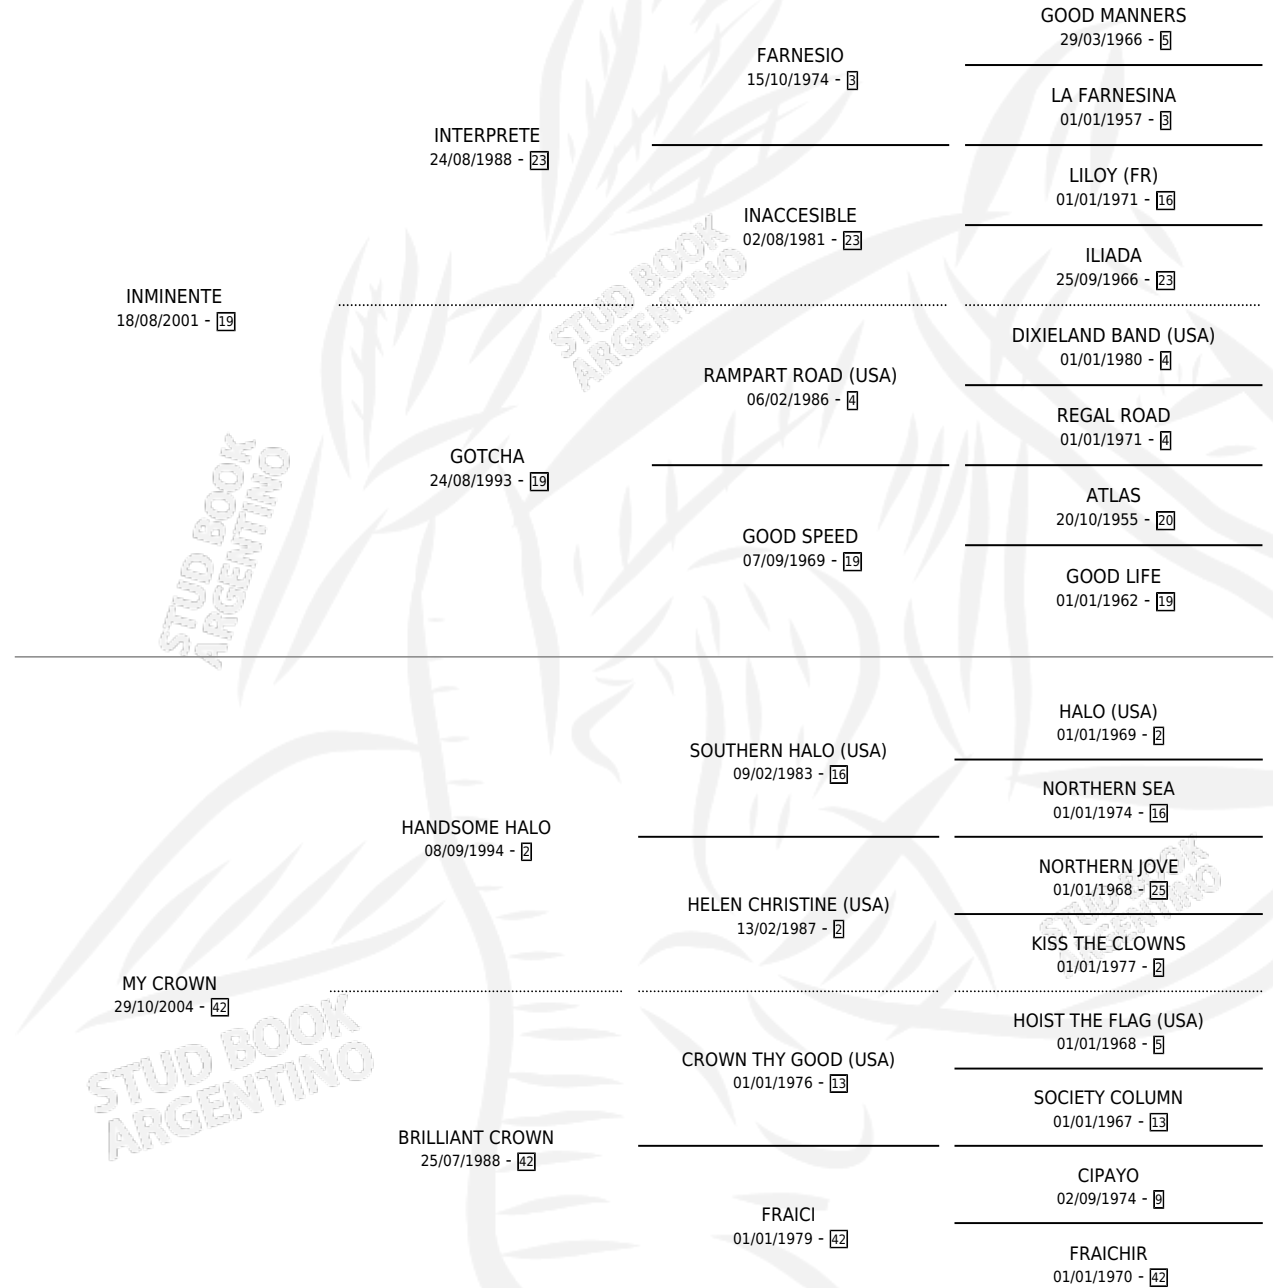 INMINENTE
18/08/2001 - 19
INTERPRETE
24/08/1988 - 23
FARNESIO
15/10/1974 - 3
GOOD MANNERS
29/03/1966 - 5
LA FARNESINA
01/01/1957 - 3
INACCESIBLE
02/08/1981 - 23
LILOY (FR)
01/01/1971 - 16
ILIADA
25/09/1966 - 23
GOTCHA
24/08/1993 - 19
RAMPART ROAD (USA)
06/02/1986 - 4
DIXIELAND BAND (USA)
01/01/1980 - 4
REGAL ROAD
01/01/1971 - 4
GOOD SPEED
07/09/1969 - 19
ATLAS
20/10/1955 - 20
GOOD LIFE
01/01/1962 - 19
MY CROWN
29/10/2004 - 42
HANDSOME HALO
08/09/1994 - 2
SOUTHERN HALO (USA)
09/02/1983 - 16
HALO (USA)
01/01/1969 - 2
NORTHERN SEA
01/01/1974 - 16
HELEN CHRISTINE (USA)
13/02/1987 - 2
NORTHERN JOVE
01/01/1968 - 25
KISS THE CLOWNS
01/01/1977 - 2
BRILLIANT CROWN
25/07/1988 - 42
CROWN THY GOOD (USA)
01/01/1976 - 13
HOIST THE FLAG (USA)
01/01/1968 - 5
SOCIETY COLUMN
01/01/1967 - 13
FRAICI
01/01/1979 - 42
CIPAYO
02/09/1974 - 9
FRAICHIR
01/01/1970 - 42
STUD BOOK
ARGENTINO
STUD BOOK
ARGENTINO
STUD BOOK
ARGENTINO
STUD BOOK
ARGENTINO